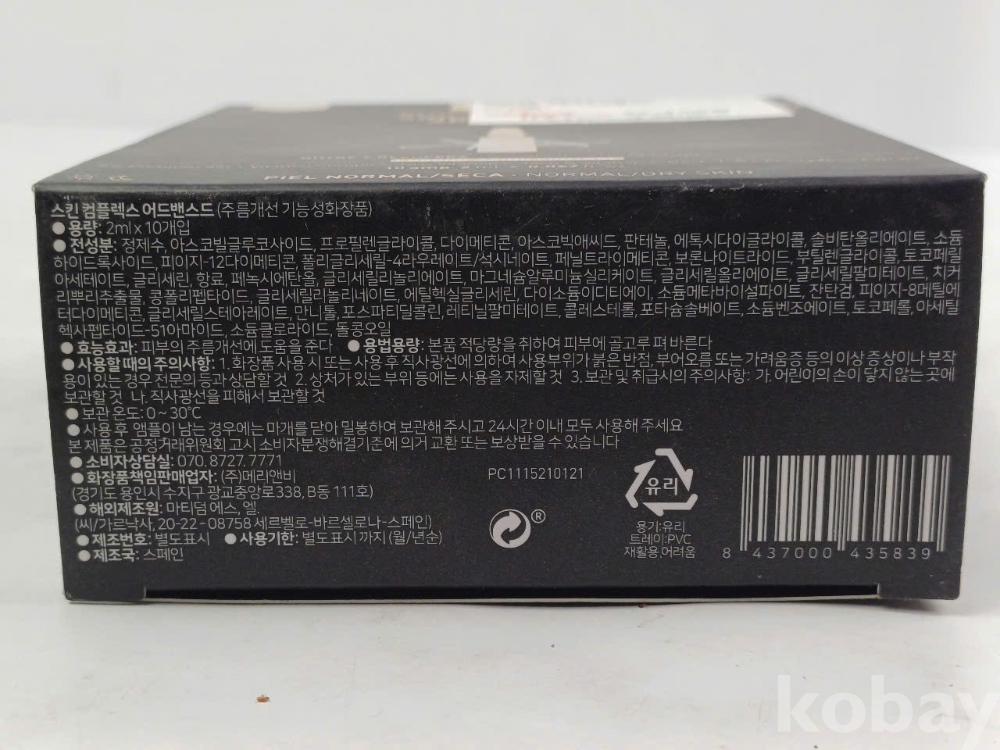 PIEL NORMAL/SECA · NORMAL/DRY SKIN
스킨 컴플렉스 어드밴스드 (주름개선 기능성화장품)
● 용량: 2ml x 10개입
● 전성분: 정제수, 아스코빌글루코사이드, 프로필렌글라이콜, 다이메티콘, 아스코빅애씨드, 판테놀, 에톡시다이글라이콜, 솔비탄올리에이트, 소듐
하이드록사이드, 피이지-12다이메티콘, 폴리글리세릴-4라우레이트/석시네이트, 페닐트라이메티콘, 보론나이트라이드, 부틸렌글라이콜, 토코페릴
아세테이트, 글리세린, 향료, 페녹시에탄올, 글리세릴리놀리에이트, 마그네슘알루미늄실리케이트, 글리세릴올리에이트, 글리세릴팔미테이트, 치커
리뿌리추출물, 콩폴리펩타이드, 글리세릴리놀리네이트, 에틸헥실글리세린, 다이소듐이디티에이, 소듐메타바이설파이트, 잔탄검, 피이지-8메틸에
터다이메티콘, 글리세릴스테아레이트, 만니톨, 포스파티딜콜린, 레티닐팔미테이트, 콜레스테롤, 포타슘솔베이트, 소듐벤조에이트, 토코페롤, 아세틸
헥사펩타이드-51아마이드, 소듐클로라이드, 돌콩오일
● 효능효과: 피부의 주름개선에 도움을 준다 ● 용법용량: 본품 적당량을 취하여 피부에 골고루 펴 바른다
● 사용할 때의 주의사항: 1. 화장품 사용 시 또는 사용 후 직사광선에 의하여 사용부위가 붉은 반점, 부어오름 또는 가려움증 등의 이상 증상이나 부작
용이 있는 경우 전문의 등과 상담할 것 2. 상처가 있는 부위 등에는 사용을 자제할 것 3. 보관 및 취급시의 주의사항: 가. 어린이의 손이 닿지 않는 곳에
보관할 것 나. 직사광선을 피해서 보관할 것
● 보관 온도: 0~30℃
● 사용 후 앰플이 남는 경우에는 마개를 닫아 밀봉하여 보관해 주시고 24시간 이내 모두 사용해 주세요
본 제품은 공정거래위원회 고시 소비자분쟁해결기준에 의거 교환 또는 보상받을 수 있습니다
● 소비자상담실: 070. 8727.7771
● 화장품책임판매업자: (주)메리앤비
(경기도 용인시 수지구 광교중앙로338, B동 111호)
● 해외제조원: 마티덤 에스, 엘.
(씨/가르낙사, 20-22 - 08758 세르벨로-바르셀로나-스페인)
● 제조번호: 별도표시 ● 사용기한: 별도표시 까지 (월/년순)
● 제조국: 스페인
PC1115210121
®
유리
용기:유리
트레이:PVC
재활용.어려움
8 437000 435839
kobay